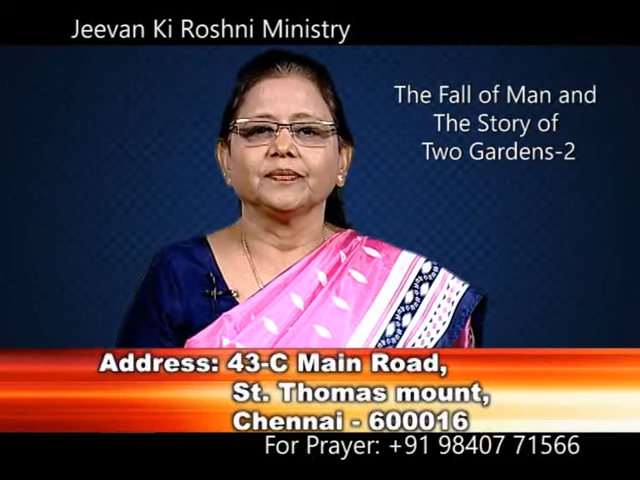 Jeevan Ki Roshni Ministry
The Fall of Man and
The Story of
Two Gardens-2
Address: 43-C Main Road,
St. Thomas mount,
Chennai - 600016
For Prayer: +91 98407 71566